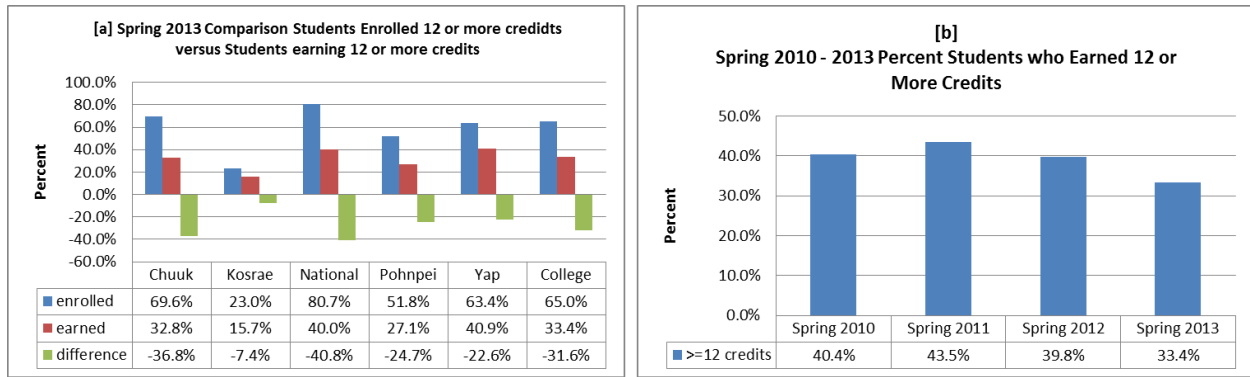 [a] Spring 2013 Comparison Students Enrolled 12 or more credidts
versus Students earning 12 or more credits
Percent
100.0%
80.0%
60.0%
40.0%
20.0%
0.0%
-20.0%
-40.0%
-60.0%
Chuuk Kosrae National Pohnpei Yap College
enrolled 69.6% 23.0% 80.7% 51.8% 63.4% 65.0%
earned 32.8% 15.7% 40.0% 27.1% 40.9% 33.4%
difference -36.8% -7.4% -40.8% -24.7% -22.6% -31.6%
[b]
Spring 2010 - 2013 Percent Students who Earned 12 or
More Credits
Percent
50.0%
40.0%
30.0%
20.0%
10.0%
0.0%
Spring 2010 Spring 2011 Spring 2012 Spring 2013
>=12 credits 40.4% 43.5% 39.8% 33.4%